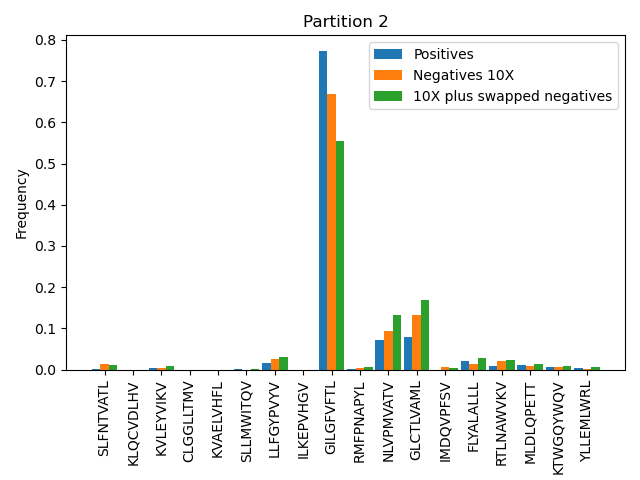 Partition 2
Positives
Negatives 10X
10X plus swapped negatives
Frequency
0.8
0.7
0.6
0.5
0.4
0.3
0.2
0.1
0.0
SLFNTVATL
KLQCVDLHV
KVLEYVIKV
CLGGLLTMV
KVAELVHFL
SLLMWITQV
LLFGYPVYV
ILKEPVHGV
GILGFVFTL
RMFPNAPYL
NLVPMVATV
GLCTLVAML
IMDQVPFSV
FLYALALLL
RTLNAWVKV
MLDLQPETT
KTWGQYWQV
YLLEMLWRL